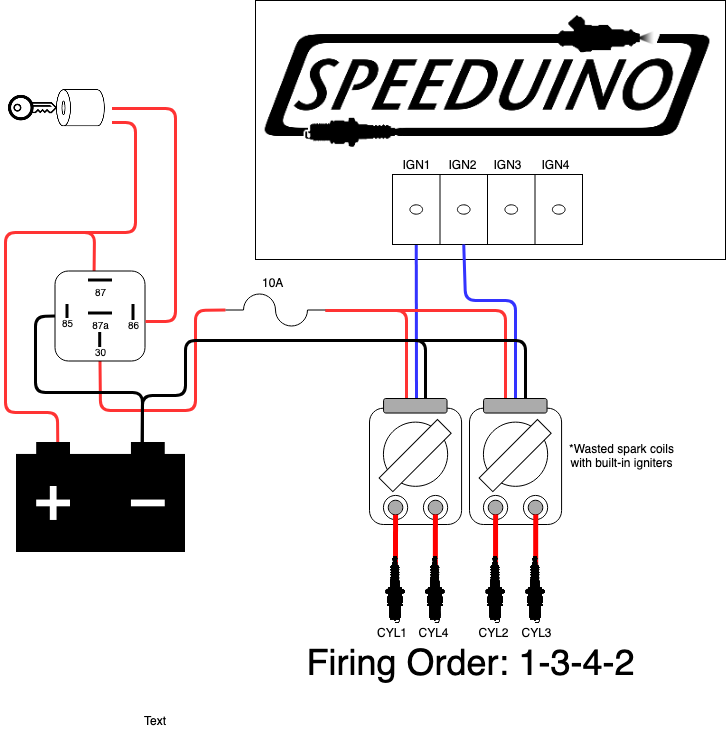 SPEEDUINO
IGN1 IGN2 IGN3 IGN4
10A
87
85 87a 86
30
+ −
*Wasted spark coils
with built-in igniters
CYL1 CYL4 CYL2 CYL3
Firing Order: 1-3-4-2
Text